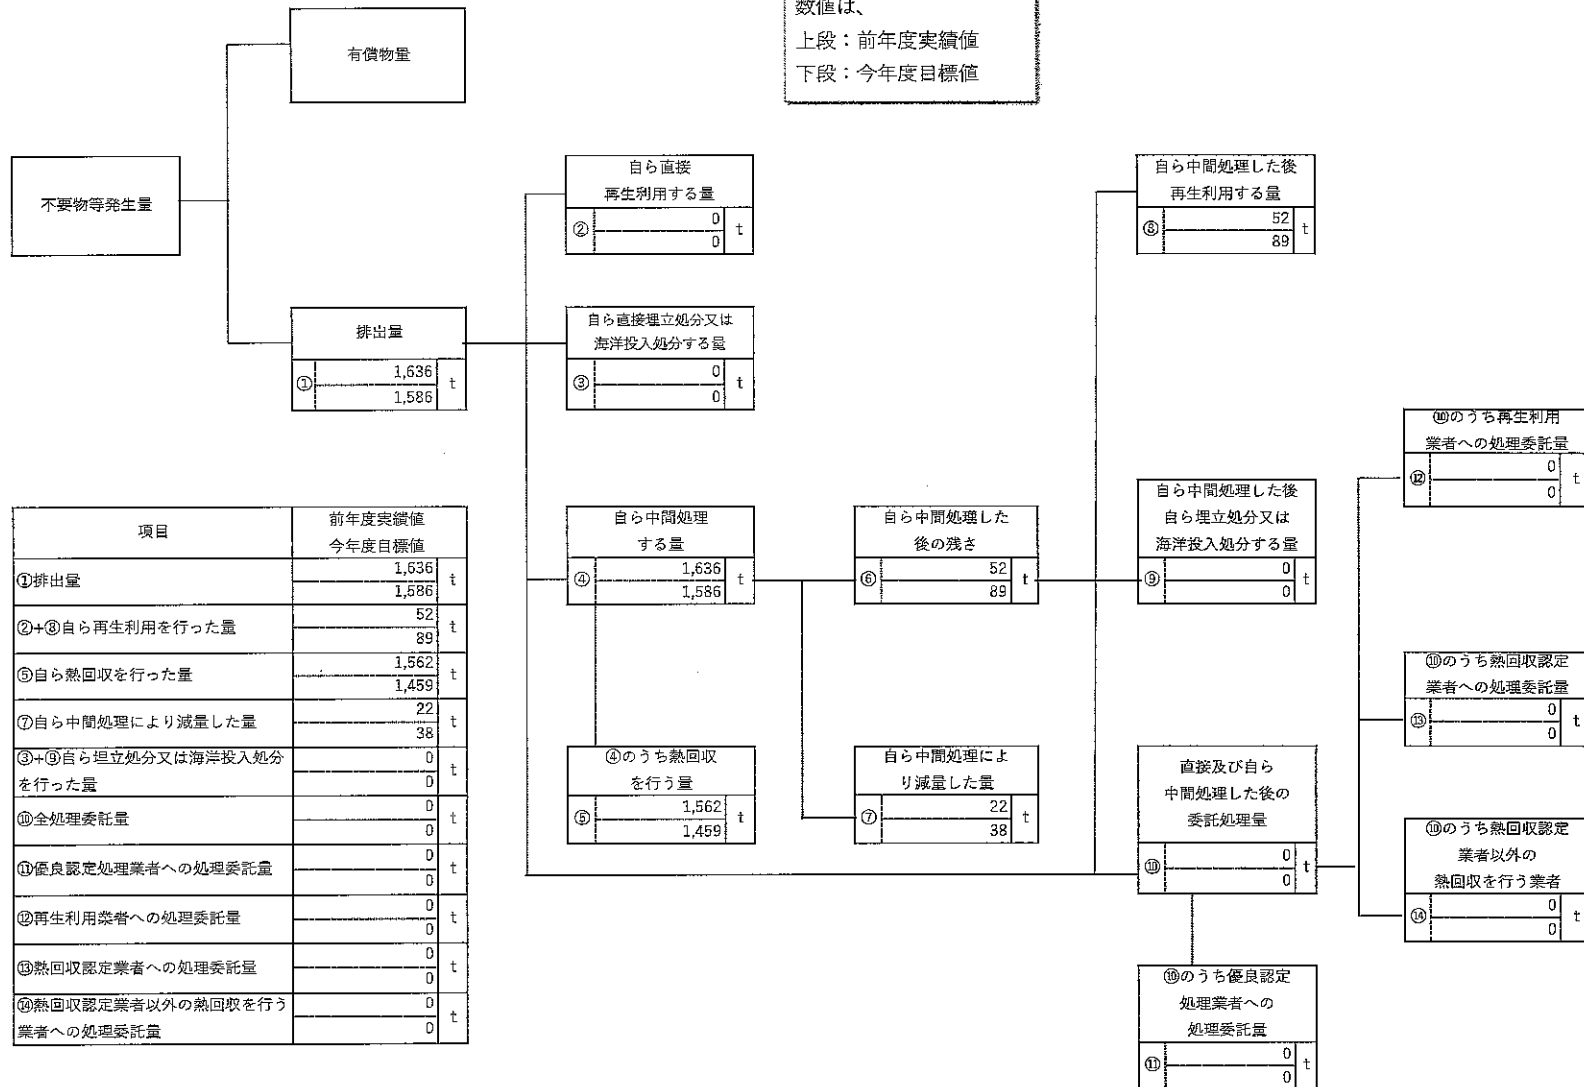 数値は、
上段：前年度実績値
下段：今年度目標値
有償物量
不要物等発生量
排出量
① 1,636 t
1,586
自ら直接
再生利用する量
② 0 t
0
自ら直接埋立処分又は
海洋投入処分する量
③ 0 t
0
自ら中間処理
する量
④ 1,636 t
1,586
④のうち熱回収
を行う量
⑤ 1,562 t
1,459
自ら中間処理した
後の残さ
⑥ 52 t
89
自ら中間処理によ
り減量した量
⑦ 22 t
38
自ら中間処理した後
再生利用する量
⑧ 52 t
89
自ら中間処理した後
自ら埋立処分又は
海洋投入処分する量
⑨ 0 t
0
直接及び自ら
中間処理した後の
委託処理量
⑩ 0 t
0
⑩のうち優良認定
処理業者への
処理委託量
⑪ 0 t
0
⑩のうち再生利用
業者への処理委託量
⑫ 0 t
0
⑩のうち熱回収認定
業者への処理委託量
⑬ 0 t
0
⑩のうち熱回収認定
業者以外の
熱回収を行う業者
⑭ 0 t
0
項目 前年度実績値
今年度目標値
①排出量 1,636 t
1,586
②+⑧自ら再生利用を行った量 52 t
89
⑤自ら熱回収を行った量 1,562 t
1,459
⑦自ら中間処理により減量した量 22 t
38
③+⑨自ら埋立処分又は海洋投入処分 0 t
を行った量 0
⑩全処理委託量 0 t
0
⑪優良認定処理業者への処理委託量 0 t
0
⑫再生利用業者への処理委託量 0 t
0
⑬熱回収認定業者への処理委託量 0 t
0
⑭熱回収認定業者以外の熱回収を行う 0 t
業者への処理委託量 0